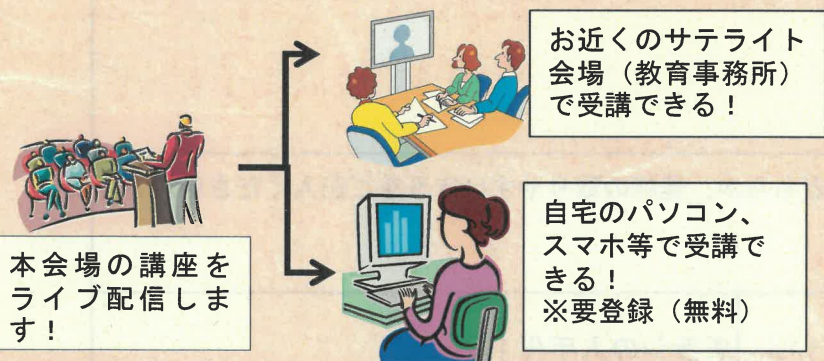 お近くのサテライト
会場（教育事務所）
で受講できる！
本会場の講座を
ライブ配信しま
す！
自宅のパソコン、
スマホ等で受講で
きる！
※要登録（無料）